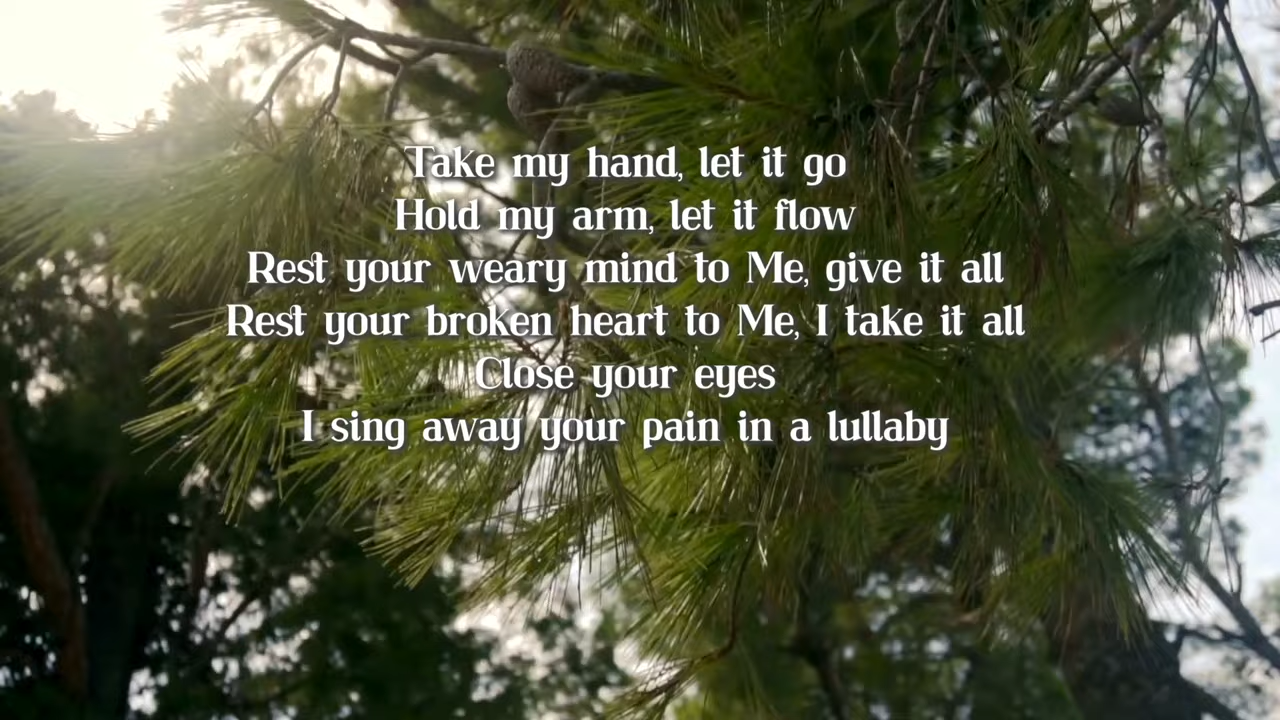 Take my hand, let it go
Hold my arm, let it flow
Rest your weary mind to Me, give it all
Rest your broken heart to Me, I take it all
Close your eyes
I sing away your pain in a lullaby